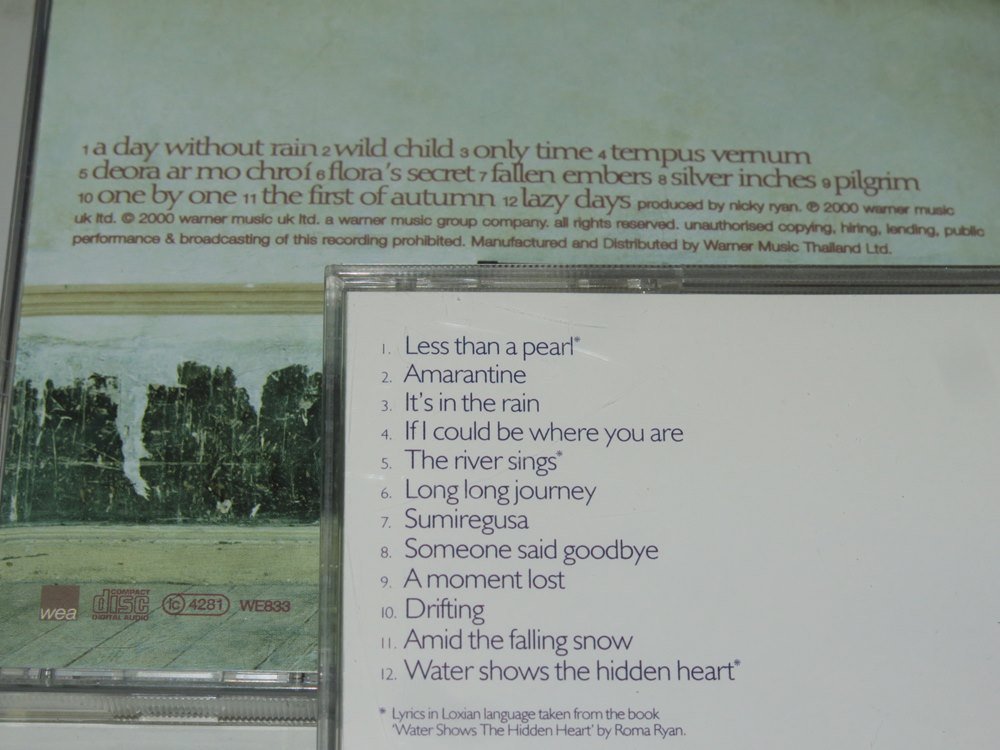 1 a day without rain 2 wild child 3 only time 4 tempus vernum
5 deora ar mo chroí 6 flora's secret 7 fallen embers 8 silver inches 9 pilgrim
10 one by one 11 the first of autumn 12 lazy days produced by nicky ryan. ℗ 2000 warner music
uk ltd. © 2000 warner music uk ltd. a warner music group company. all rights reserved. unauthorised copying, hiring, lending, public
performance & broadcasting of this recording prohibited. Manufactured and Distributed by Warner Music Thailand Ltd.
wea
COMPACT
disc
DIGITAL AUDIO
fc 4281
WE833
1. Less than a pearl*
2. Amarantine
3. It's in the rain
4. If I could be where you are
5. The river sings*
6. Long long journey
7. Sumiregusa
8. Someone said goodbye
9. A moment lost
10. Drifting
11. Amid the falling snow
12. Water shows the hidden heart*
* Lyrics in Loxian language taken from the book
'Water Shows The Hidden Heart' by Roma Ryan.